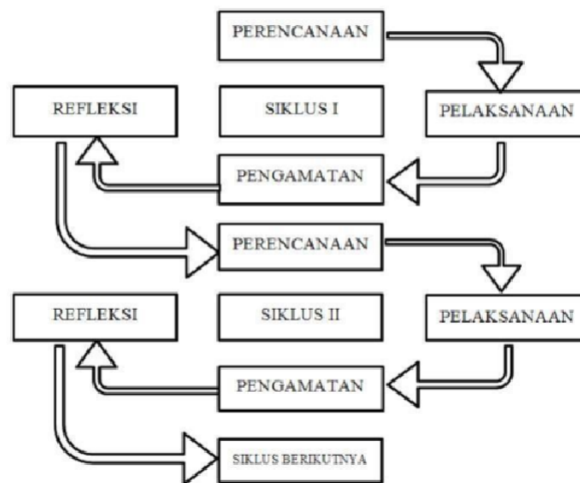 PERENCANAAN
REFLEKSI
SIKLUS I
PELAKSANAAN
PENGAMATAN
PERENCANAAN
REFLEKSI
SIKLUS II
PELAKSANAAN
PENGAMATAN
SIKLUS BERIKUTNYA